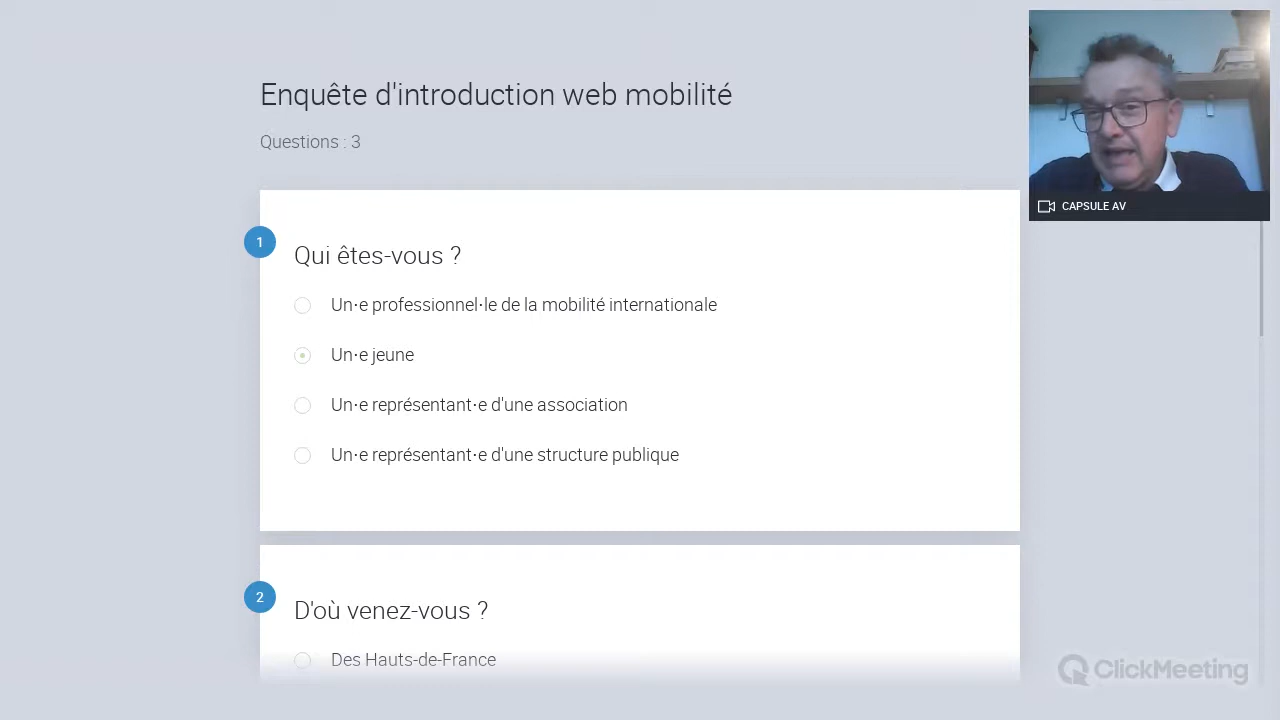 Enquête d'introduction web mobilité
Questions : 3
1
Qui êtes-vous ?
Un·e professionnel·le de la mobilité internationale
Un·e jeune
Un·e représentant·e d'une association
Un·e représentant·e d'une structure publique
2
D'où venez-vous ?
Des Hauts-de-France
CAPSULE AV
ClickMeeting